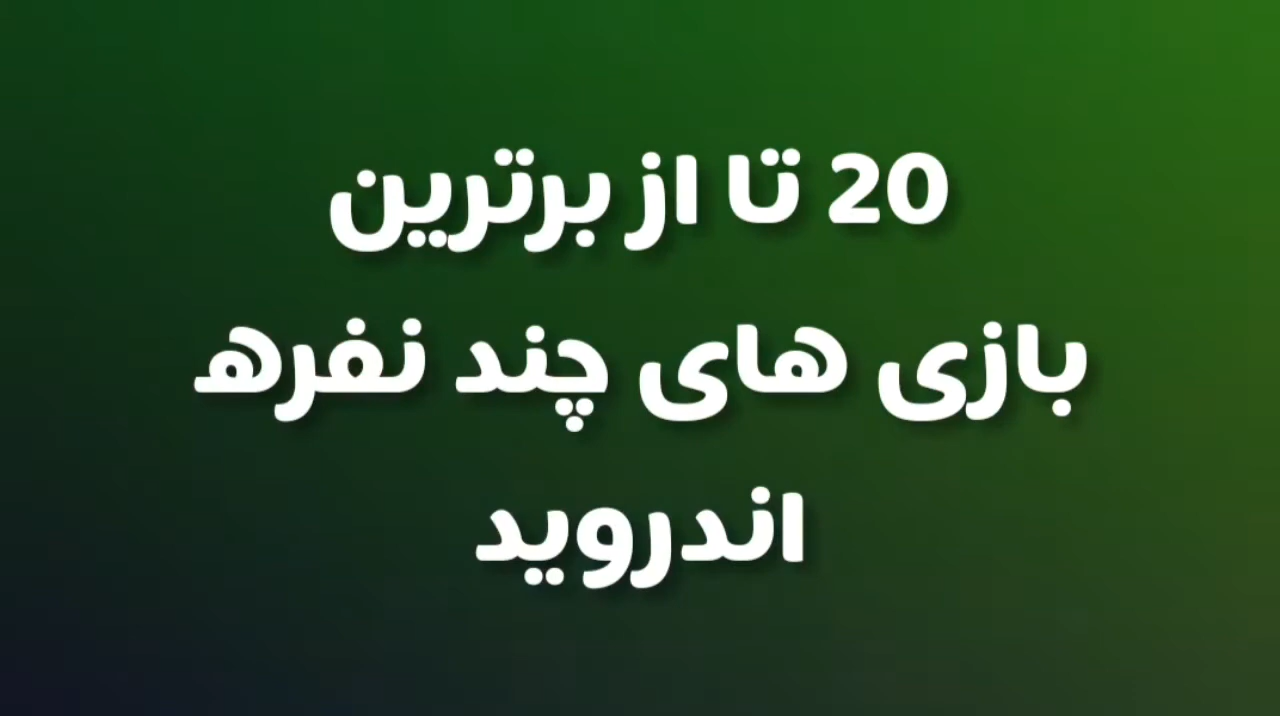 20 تا از برترین
بازی های چند نفره
اندروید